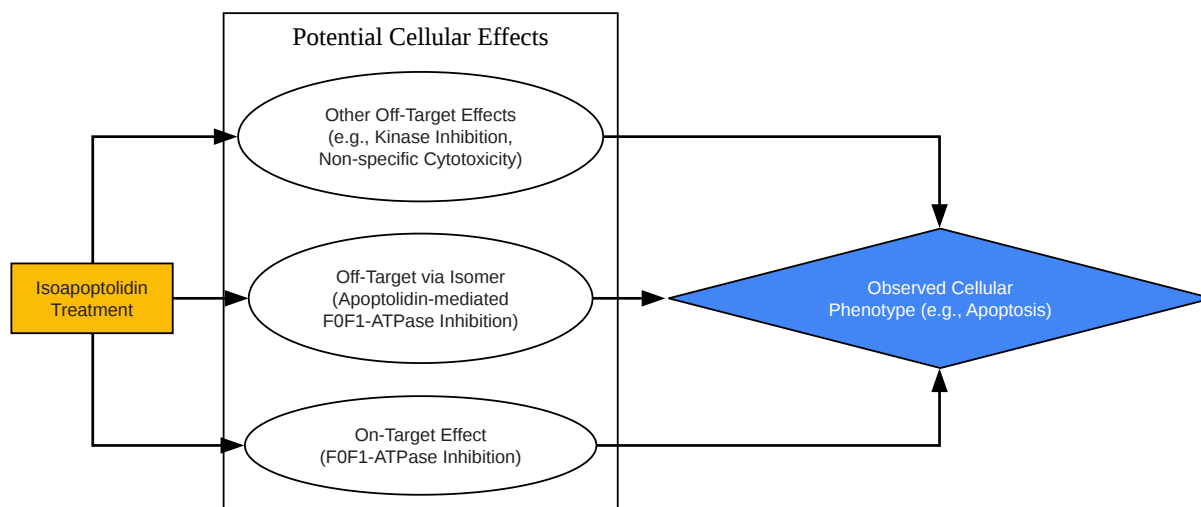 Potential Cellular Effects
Other Off-Target Effects
(e.g., Kinase Inhibition,
Non-specific Cytotoxicity)
Isoapoptolidin
Treatment
Off-Target via Isomer
(Apoptolidin-mediated
F0F1-ATPase Inhibition)
Observed Cellular
Phenotype (e.g., Apoptosis)
On-Target Effect
(F0F1-ATPase Inhibition)